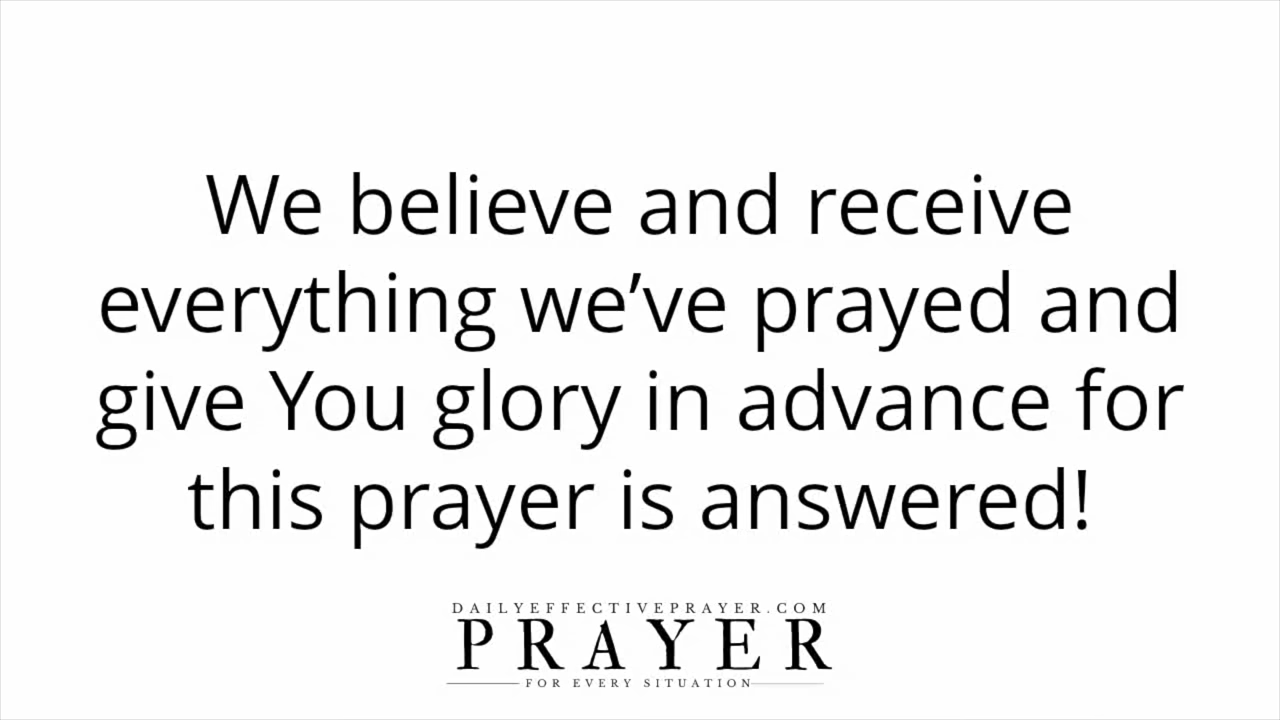 We believe and receive
everything we’ve prayed and
give You glory in advance for
this prayer is answered!
DAILYEFFECTIVEPRAYER.COM
PRAYER
FOR EVERY SITUATION